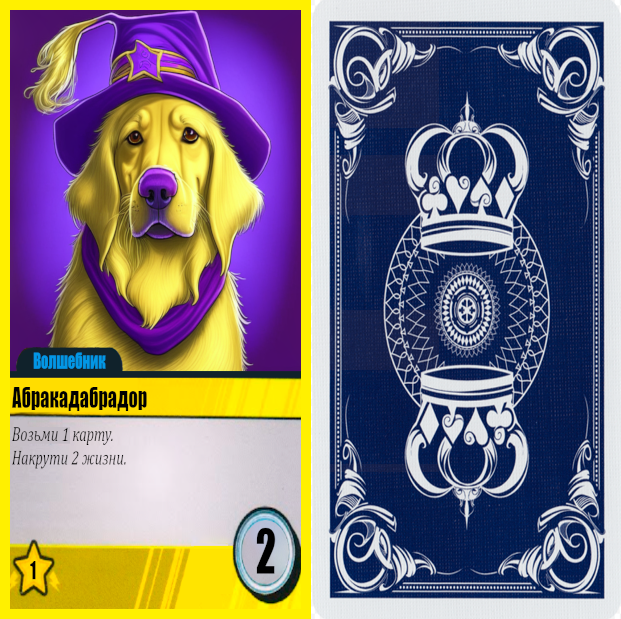 Волшебник
Абракадабрадор
Возьми 1 карту.
Накрути 2 жизни.
1
2